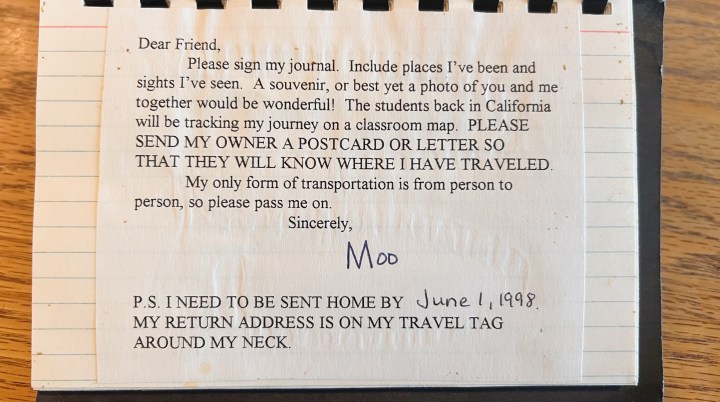 Dear Friend,
Please sign my journal. Include places I've been and
sights I've seen. A souvenir, or best yet a photo of you and me
together would be wonderful! The students back in California
will be tracking my journey on a classroom map. PLEASE
SEND MY OWNER A POSTCARD OR LETTER SO
THAT THEY WILL KNOW WHERE I HAVE TRAVELED.
My only form of transportation is from person to
person, so please pass me on.
Sincerely,
Moo
P.S. I NEED TO BE SENT HOME BY June 1, 1998.
MY RETURN ADDRESS IS ON MY TRAVEL TAG
AROUND MY NECK.